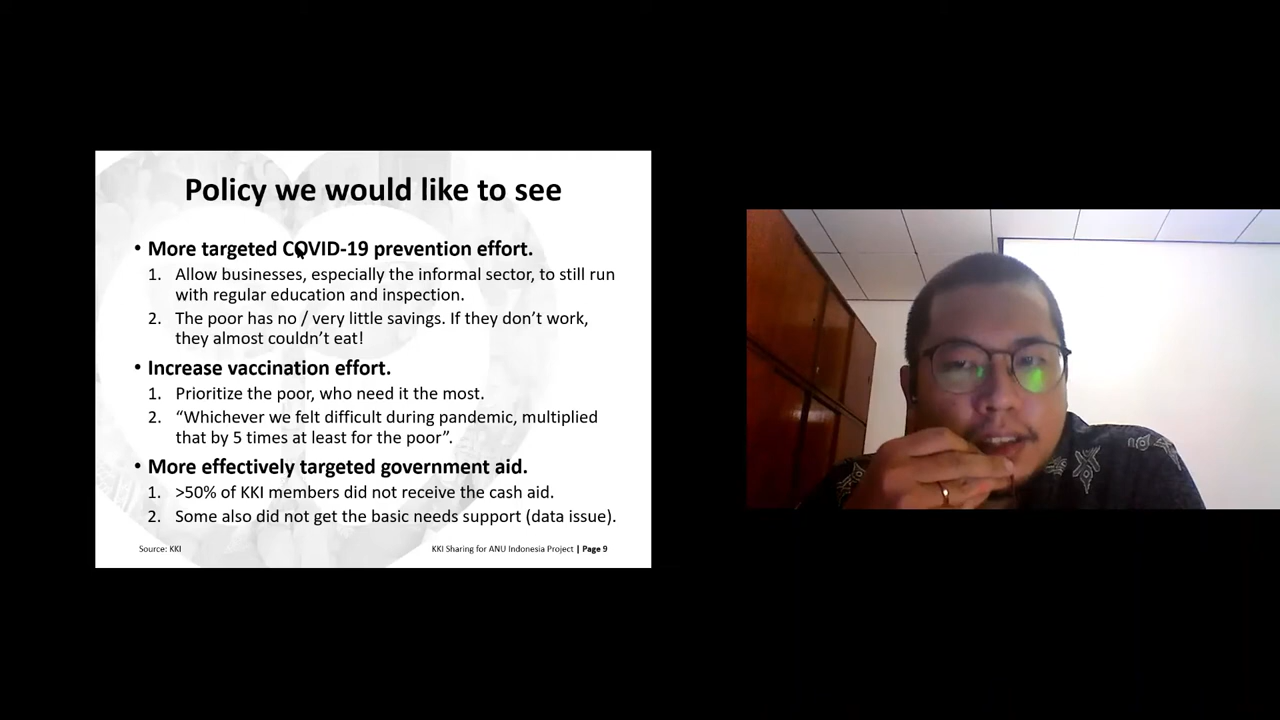 Policy we would like to see
• More targeted COVID-19 prevention effort.
1. Allow businesses, especially the informal sector, to still run
with regular education and inspection.
2. The poor has no / very little savings. If they don’t work,
they almost couldn’t eat!
• Increase vaccination effort.
1. Prioritize the poor, who need it the most.
2. “Whichever we felt difficult during pandemic, multiplied
that by 5 times at least for the poor”.
• More effectively targeted government aid.
1. >50% of KKI members did not receive the cash aid.
2. Some also did not get the basic needs support (data issue).
Source: KKI
KKI Sharing for ANU Indonesia Project | Page 9